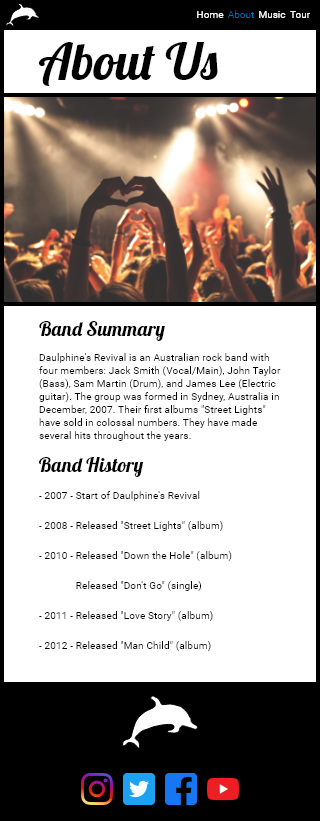 Home About Music Tour
About Us
Band Summary
Daulphine's Revival is an Australian rock band with
four members: Jack Smith (Vocal/Main), John Taylor
(Bass), Sam Martin (Drum), and James Lee (Electric
guitar). The group was formed in Sydney, Australia in
December, 2007. Their first albums "Street Lights"
have sold in colossal numbers. They have made
several hits throughout the years.
Band History
- 2007 - Start of Daulphine's Revival
- 2008 - Released "Street Lights" (album)
- 2010 - Released "Down the Hole" (album)
Released "Don't Go" (single)
- 2011 - Released "Love Story" (album)
- 2012 - Released "Man Child" (album)